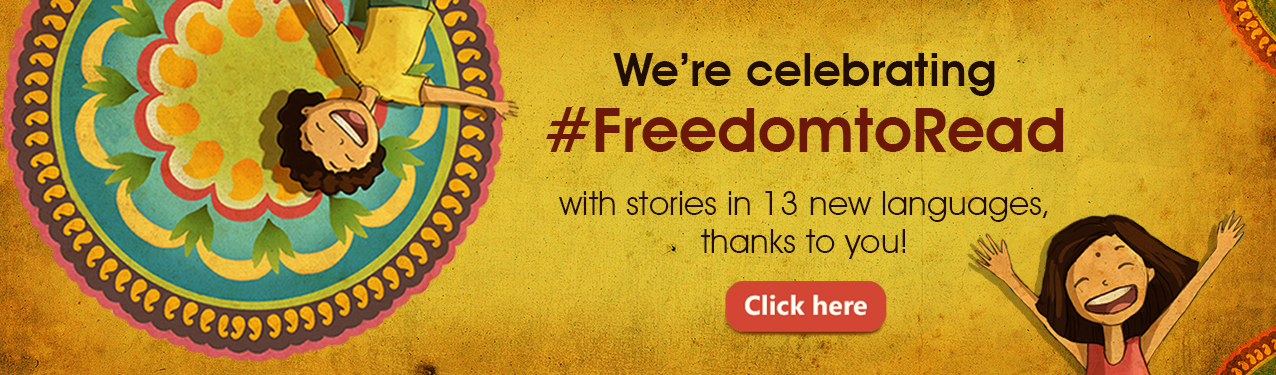 We're celebrating
#FreedomtoRead
with stories in 13 new languages,
thanks to you!
Click here